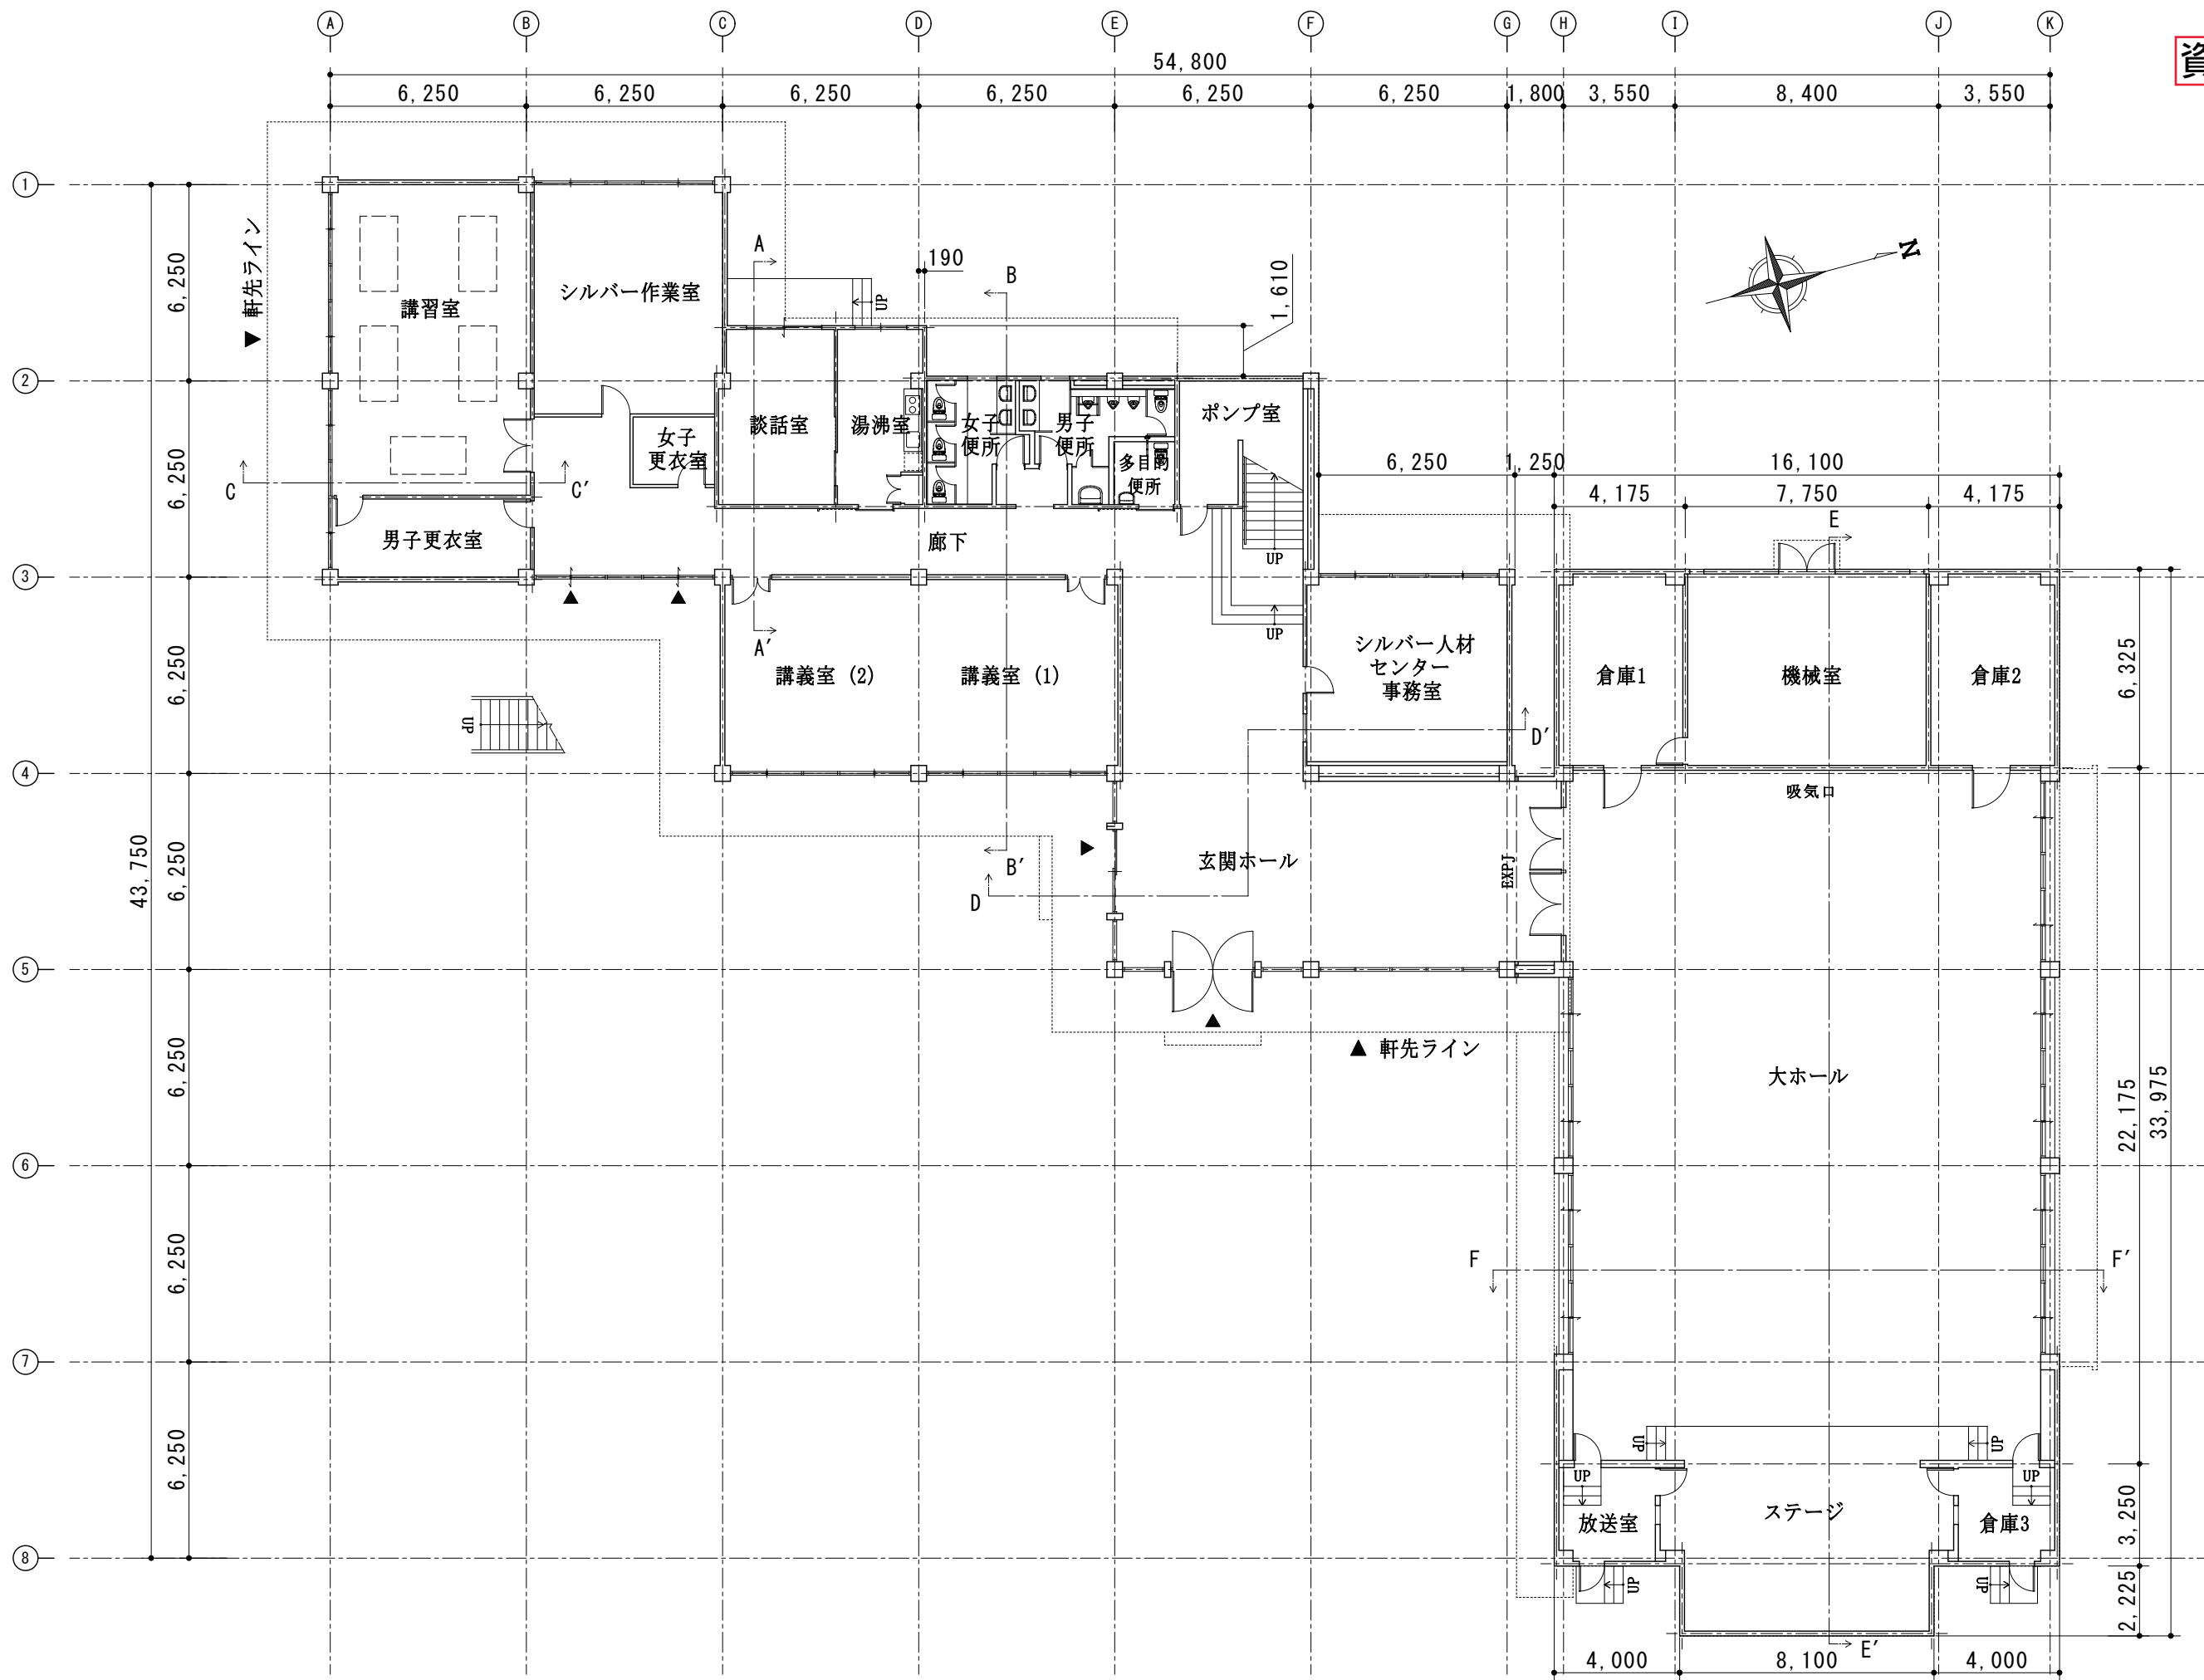 A B C D E F G H I J K
資
54,800
6,250 6,250 6,250 6,250 6,250 6,250 1,800 3,550 8,400 3,550
1
▼ 軒先ライン
6,250
講習室
シルバー作業室
A
UP
190
B
1,610
N
2
談話室
湯沸室
女子
便所
男子
便所
ポンプ室
女子
更衣室
多目的
便所
6,250
C
C′
男子更衣室
廊下
UP
UP
6,250 1,250 16,100
4,175 7,750 4,175
E
3
A′
6,250
UP
講義室 (2)
講義室 (1)
シルバー人材
センター
事務室
倉庫1
機械室
倉庫2
6,325
D′
4
吸気口
43,750
6,250
B′
D
玄関ホール
EXPJ
5
▲ 軒先ライン
6,250
大ホール
22,175
33,975
6
6,250
F
F′
7
6,250
UP
UP
UP
UP
放送室
ステージ
倉庫3
3,250
8
UP
UP
2,225
E′
4,000 8,100 4,000